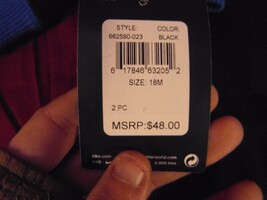 STYLE: COLOR:
662590-023 BLACK
6 17846 63205 2
SIZE: 18M
2 PC
MSRP:$48.00